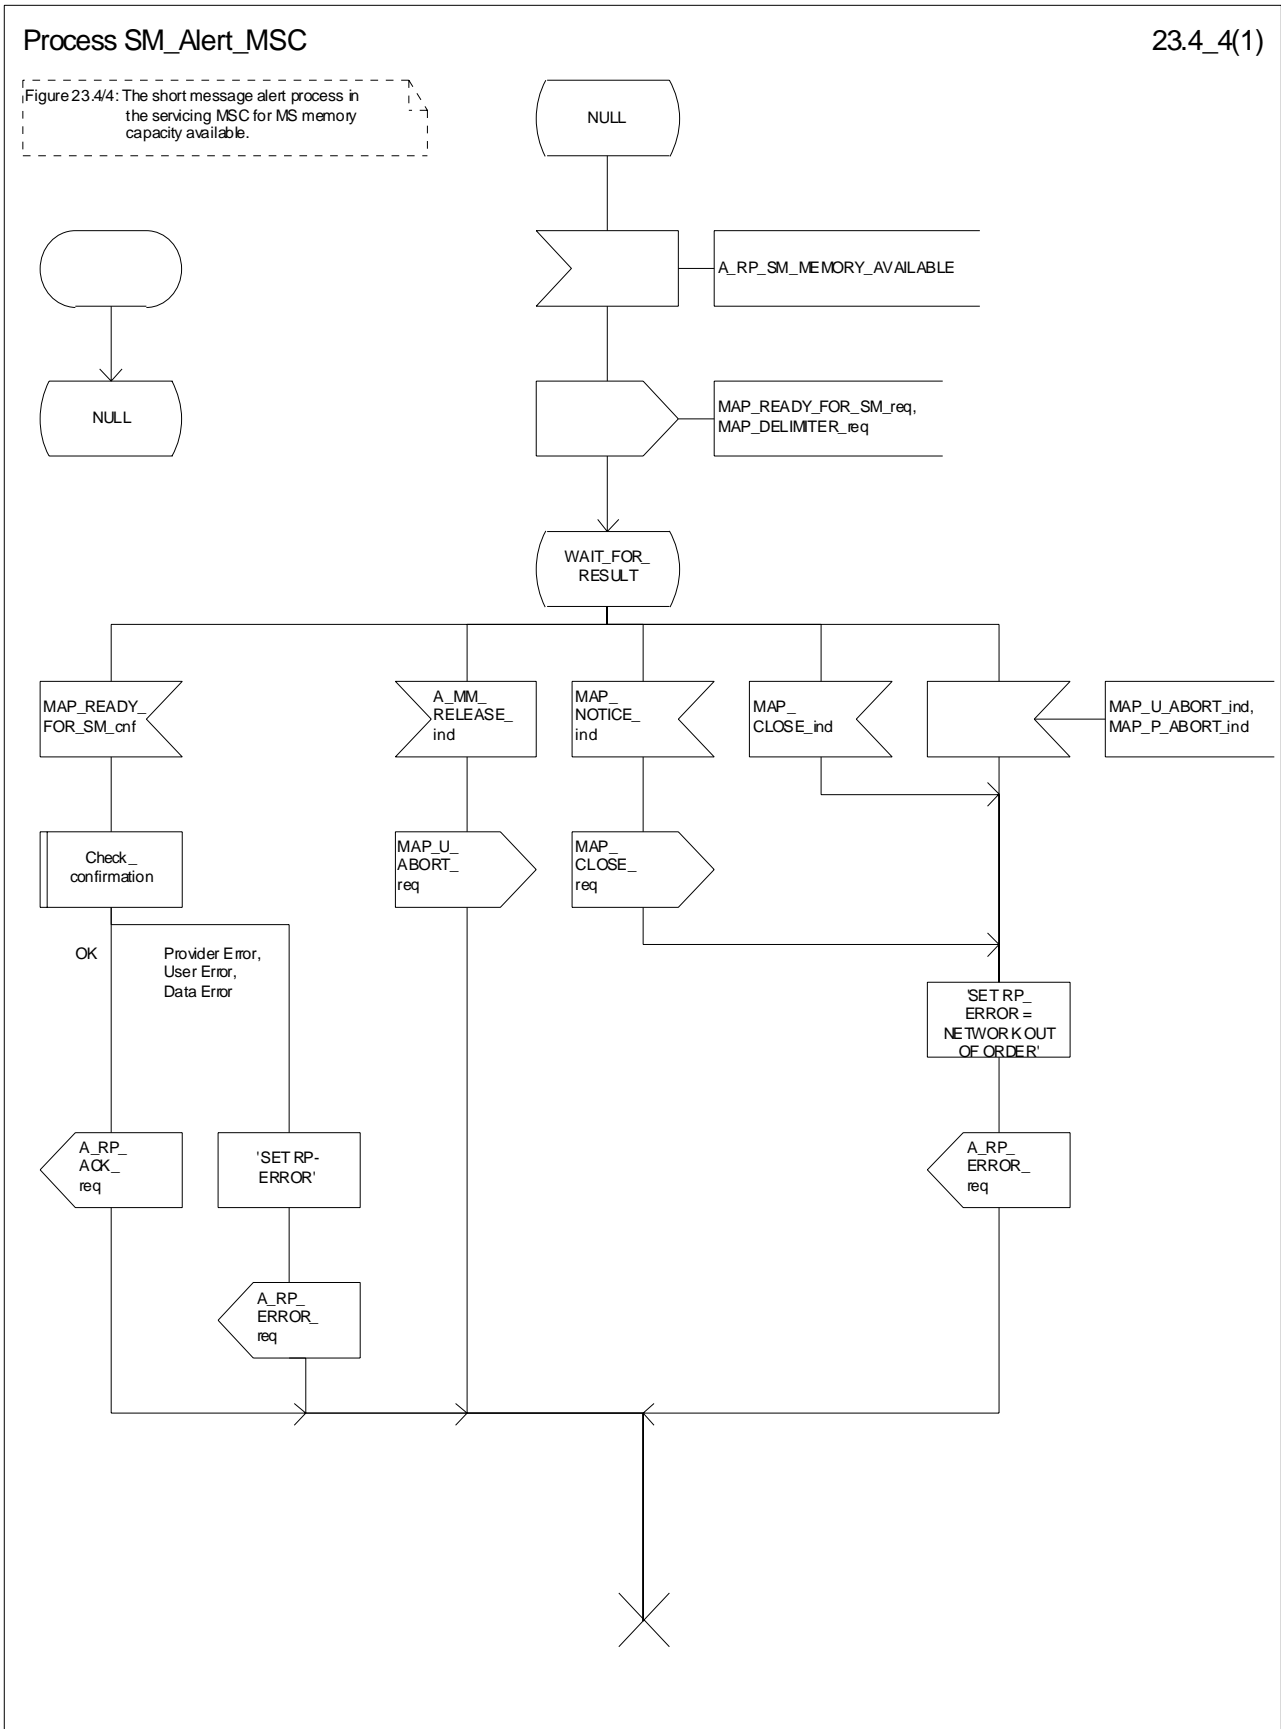 Process SM_Alert_MSC
23.4_4(1)
Figure 23.4/4: The short message alert process in
the servicing MSC for MS memory
capacity available.
NULL
A_RP_SM_MEMORY_AVAILABLE
NULL
MAP_READY_FOR_SM_req,
MAP_DELIMITER_req
WAIT_FOR_
RESULT
MAP_READY_
FOR_SM_cnf
A_MM_
RELEASE_
ind
MAP_
NOTICE_
ind
MAP_
CLOSE_ind
MAP_U_ABORT_ind,
MAP_P_ABORT_ind
Check_
confirmation
MAP_U_
ABORT_
req
MAP_
CLOSE_
req
OK
Provider Error,
User Error,
Data Error
'SET RP_
ERROR =
NETWORK OUT
OF ORDER'
A_RP_
ACK_
req
'SET RP-
ERROR'
A_RP_
ERROR_
req
A_RP_
ERROR_
req